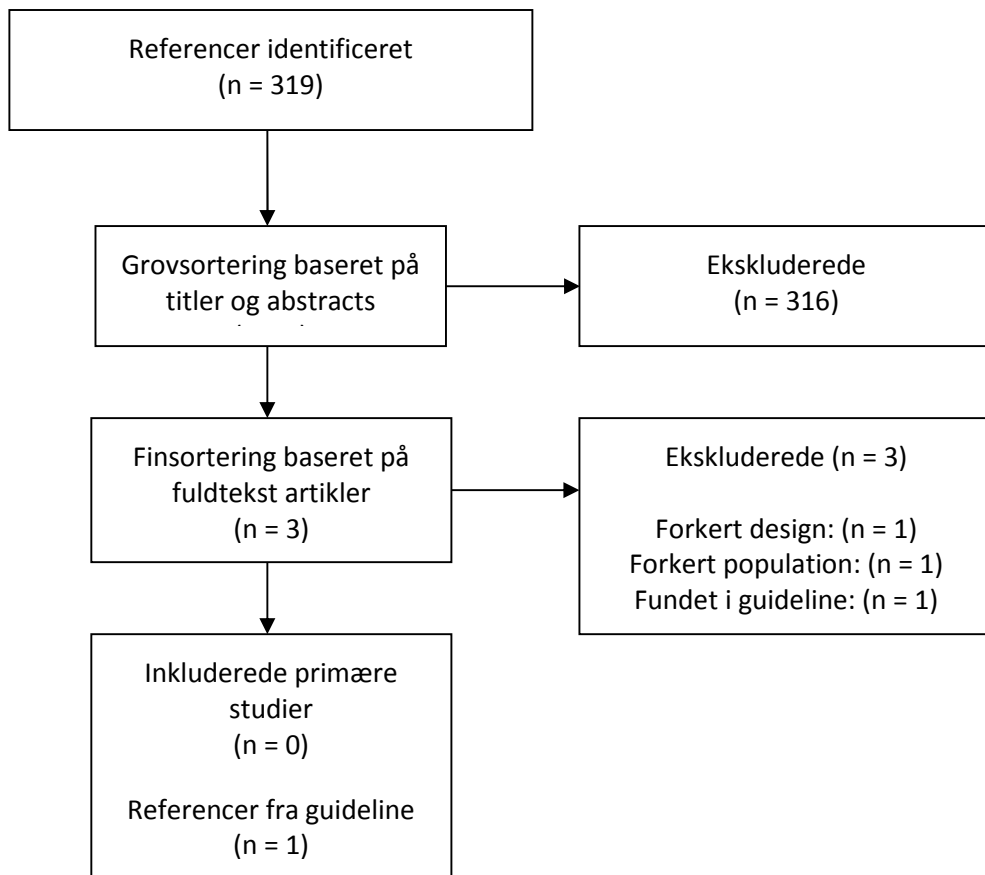 Referencer identificeret
(n = 319)
Grovsortering baseret på
titler og abstracts
Ekskluderede
(n = 316)
Finsortering baseret på
fuldtekst artikler
(n = 3)
Ekskluderede (n = 3)
Forkert design: (n = 1)
Forkert population: (n = 1)
Fundet i guideline: (n = 1)
Inkluderede primære
studier
(n = 0)
Referencer fra guideline
(n = 1)